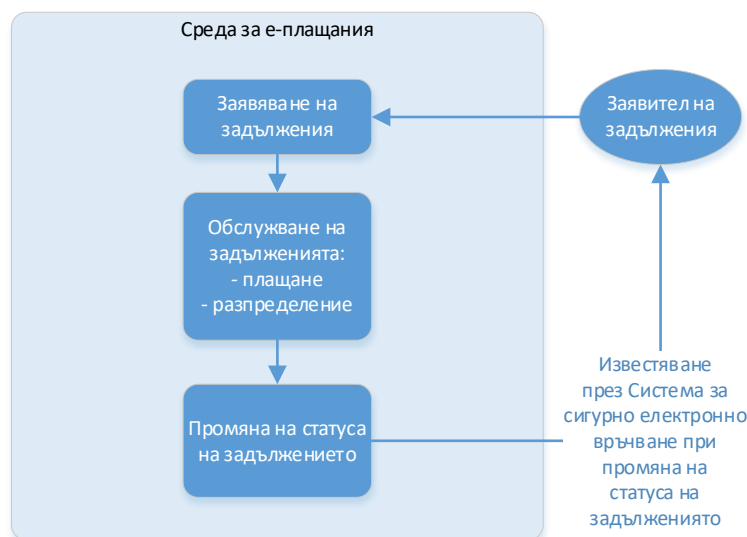 Среда за е-плащания
Заявяване на
задължения
Заявител на
задължения
Обслужване на
задълженията:
- плащане
- разпределение
Промяна на статуса
на задължението
Известяване
през Система за
сигурно електронно
връчване при
промяна на
статуса на
задължениято